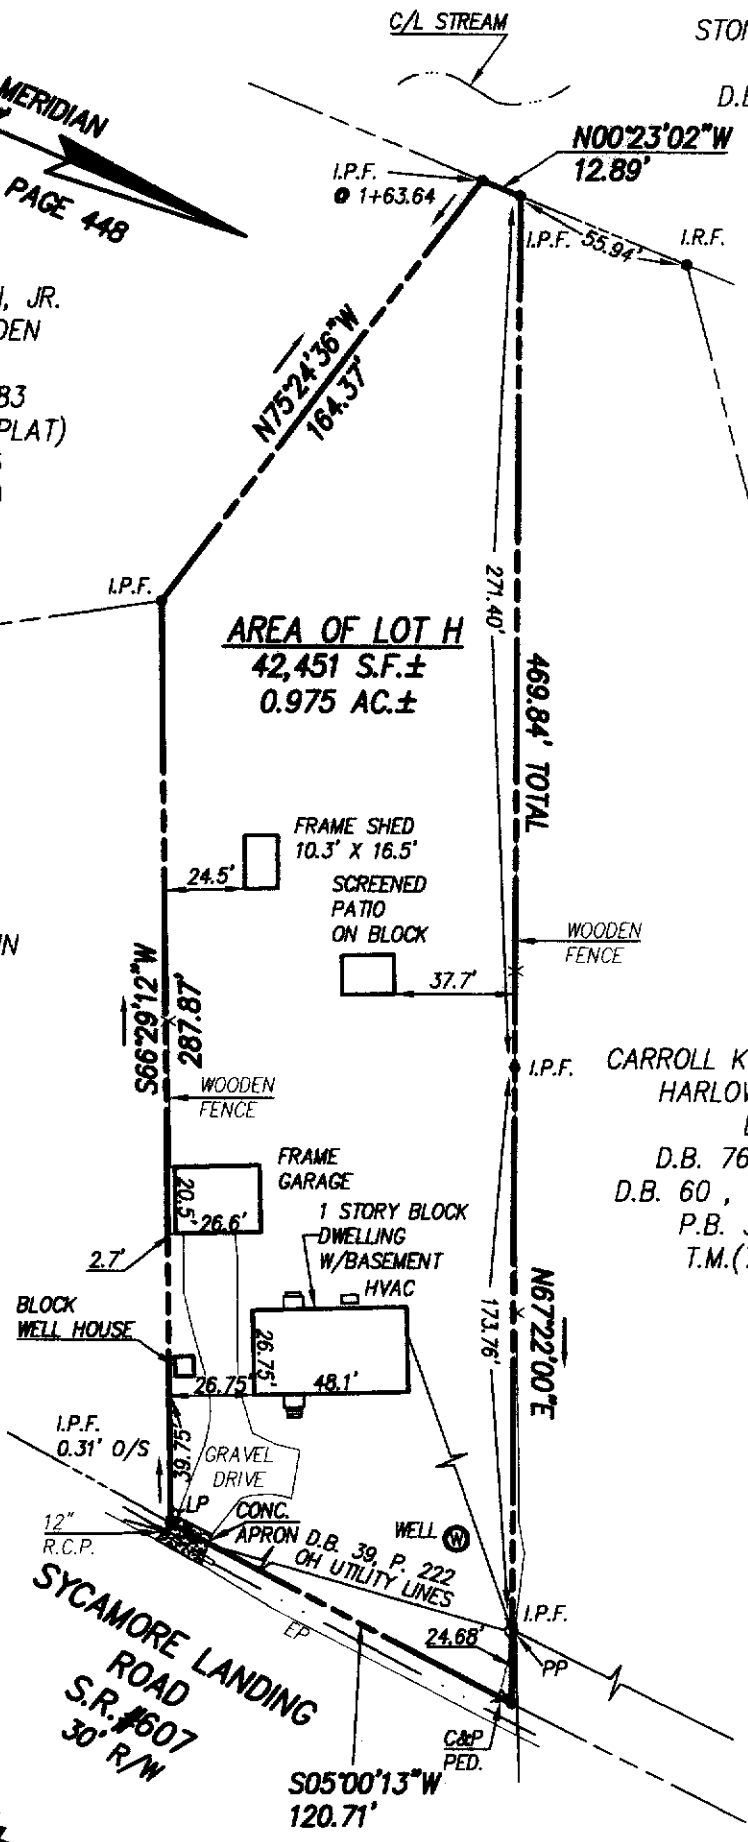 C/L STREAM
STO
D.
MERIDIAN
PAGE 448
N00°23'02"W
12.89'
I.P.F.
@ 1+63.64
I.P.F.
55.94'
I.R.F.
, JR.
DEN
83
PLAT)
N75°24'36"W
164.37'
I.P.F.
271.40'
AREA OF LOT H
42,451 S.F.±
0.975 AC.±
469.84' TOTAL
FRAME SHED
10.3' X 16.5'
24.5'
SCREENED
PATIO
ON BLOCK
37.7'
WOODEN
FENCE
IN
S66°29'12"W
287.87'
I.P.F.
WOODEN
FENCE
CARROLL K
HARLOW
D.B. 76
D.B. 60 ,
P.B.
T.M.(
FRAME
GARAGE
20.5'
26.6'
2.7'
1 STORY BLOCK
DWELLING
W/BASEMENT
HVAC
BLOCK
WELL HOUSE
26.75'
26.75'
48.1'
173.76'
N67°22'00"E
I.P.F.
0.31' O/S
39.75'
GRAVEL
DRIVE
LP
12"
R.C.P.
CONC.
APRON
D.B. 39, P. 222
OH UTILITY LINES
WELL W
I.P.F.
24.68'
PP
EP
SYCAMORE LANDING
ROAD
S.R.#607
30' R/W
C&P
PED.
S05°00'13"W
120.71'